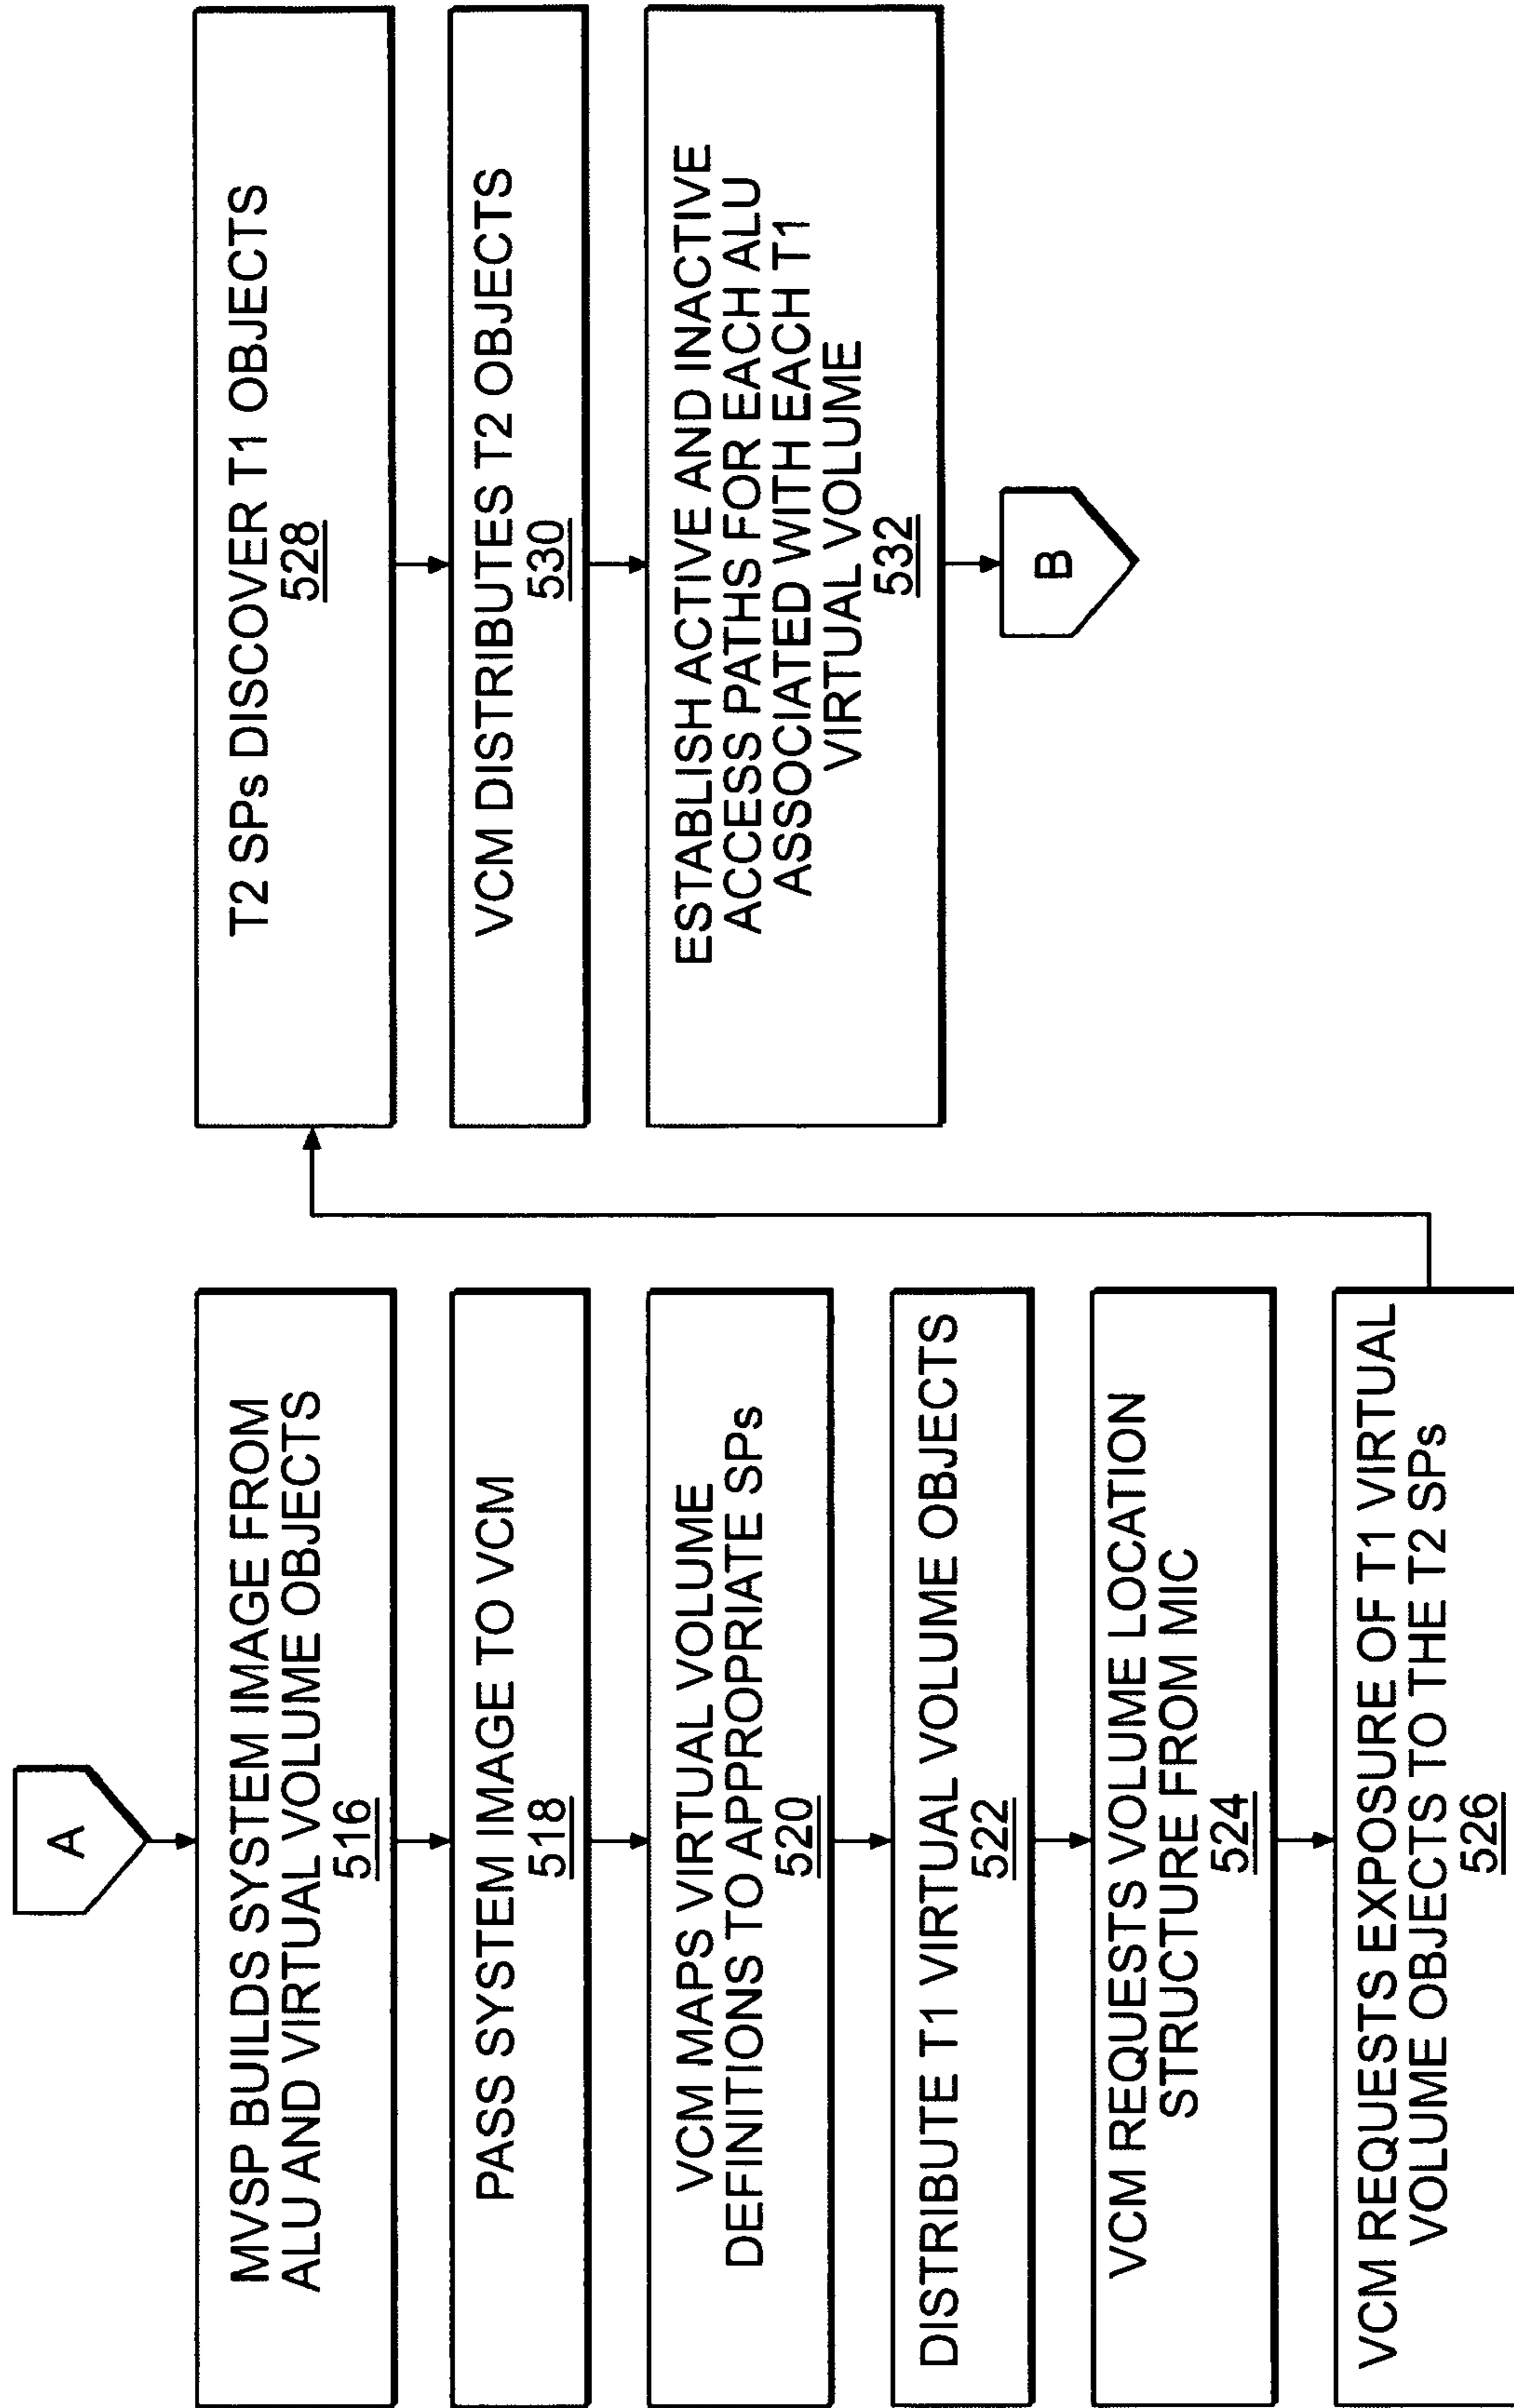 A
MVSP BUILDS SYSTEM IMAGE FROM
ALU AND VIRTUAL VOLUME OBJECTS
516
PASS SYSTEM IMAGE TO VCM
518
VCM MAPS VIRTUAL VOLUME
DEFINITIONS TO APPROPRIATE SPs
520
DISTRIBUTE T1 VIRTUAL VOLUME OBJECTS
522
VCM REQUESTS VOLUME LOCATION
STRUCTURE FROM MIC
524
VCM REQUESTS EXPOSURE OF T1 VIRTUAL
VOLUME OBJECTS TO THE T2 SPs
526
T2 SPs DISCOVER T1 OBJECTS
528
VCM DISTRIBUTES T2 OBJECTS
530
ESTABLISH ACTIVE AND INACTIVE
ACCESS PATHS FOR EACH ALU
ASSOCIATED WITH EACH T1
VIRTUAL VOLUME
532
B